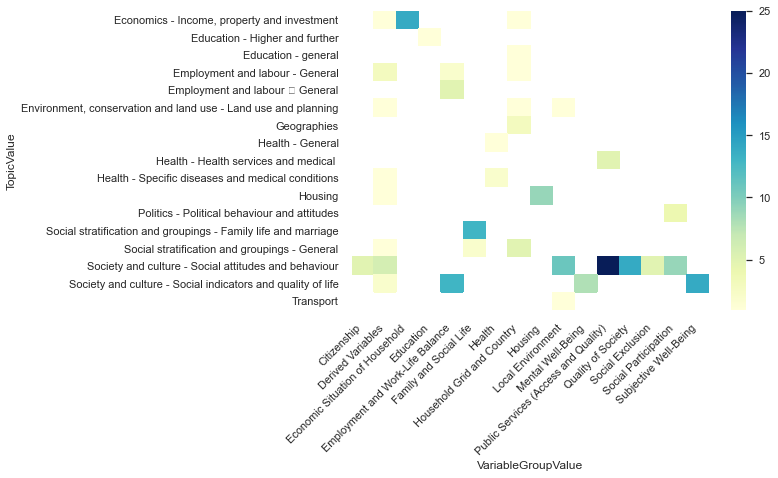 Economics - Income, property and investment
Education - Higher and further
Education - general
Employment and labour - General
Employment and labour  General
Environment, conservation and land use - Land use and planning
Geographies
Health - General
Health - Health services and medical
Health - Specific diseases and medical conditions
Housing
Politics - Political behaviour and attitudes
Social stratification and groupings - Family life and marriage
Social stratification and groupings - General
Society and culture - Social attitudes and behaviour
Society and culture - Social indicators and quality of life
Transport
TopicValue
Citizenship
Derived Variables
Economic Situation of Household
Education
Employment and Work-Life Balance
Family and Social Life
Health
Household Grid and Country
Housing
Local Environment
Mental Well-Being
Public Services (Access and Quality)
Quality of Society
Social Exclusion
Social Participation
Subjective Well-Being
VariableGroupValue
25
20
15
10
5